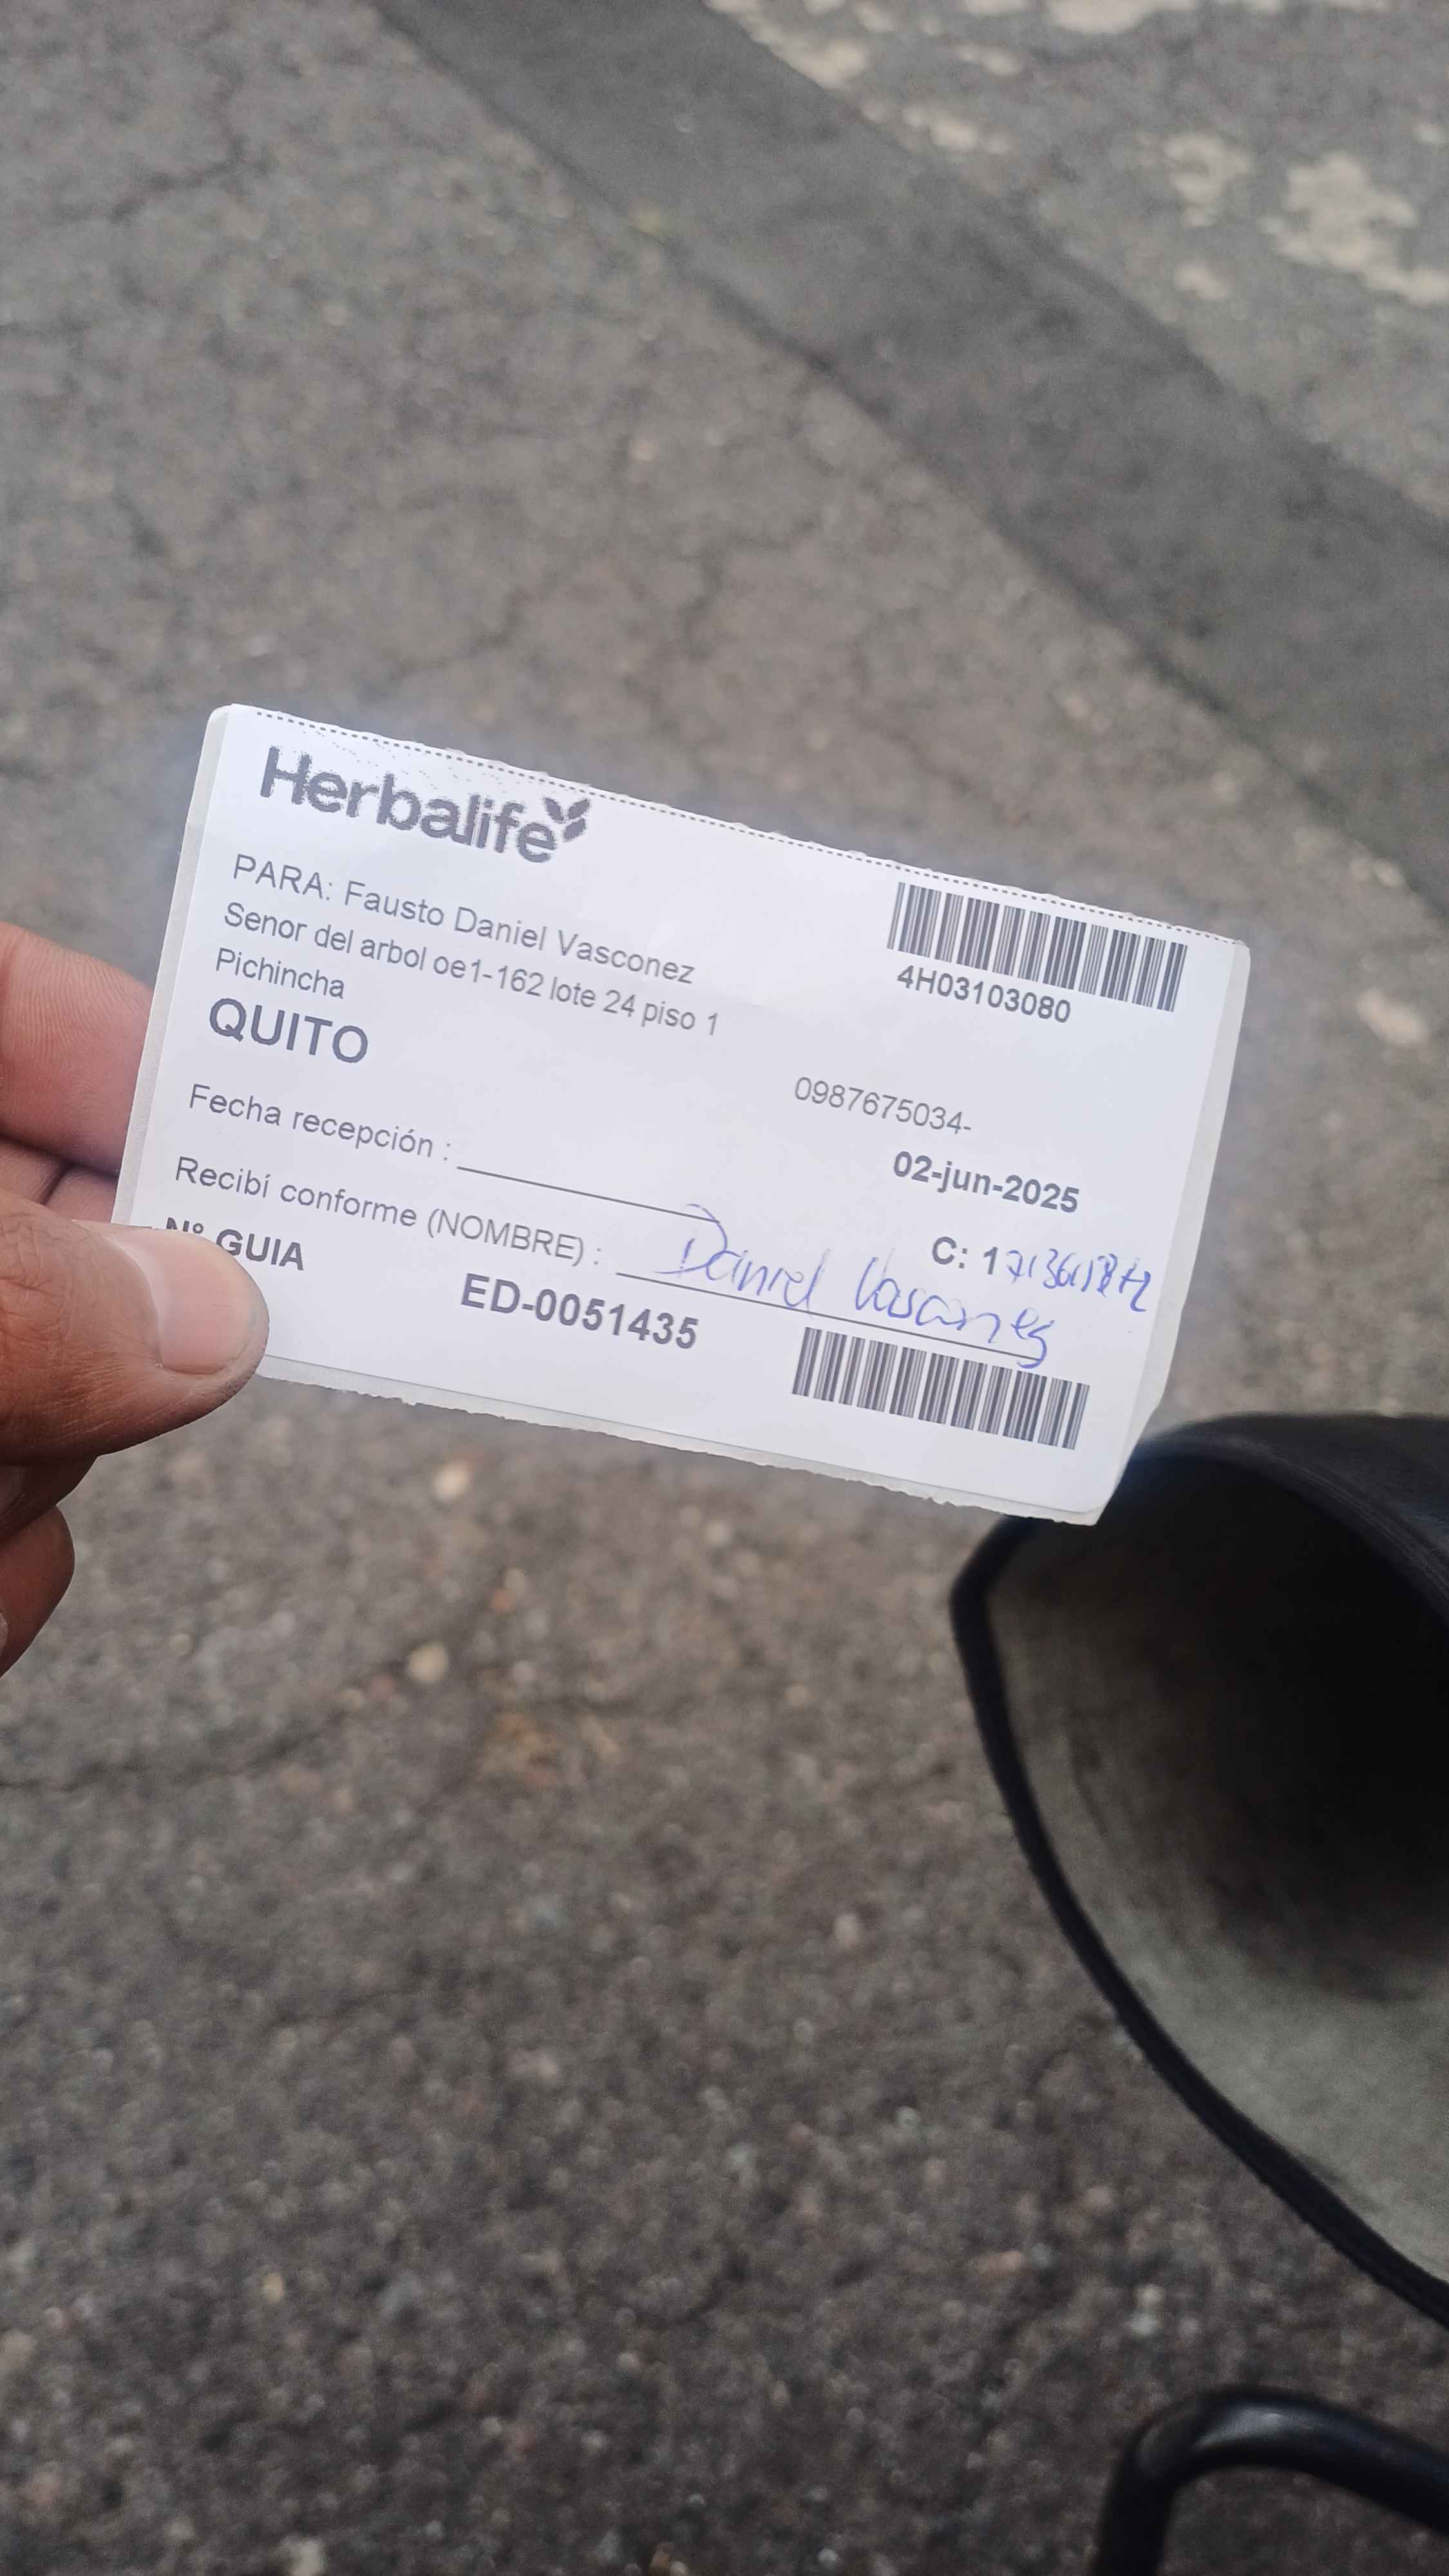 Herbalife
PARA: Fausto Daniel Vasconez
Senor del arbol oe1-162 lote 24 piso 1
Pichincha
QUITO
4H03103080
0987675034-
02-jun-2025
Fecha recepción :
C: 1
Recibí conforme (NOMBRE) : Daniel Vasconez
N° GUIA
ED-0051435